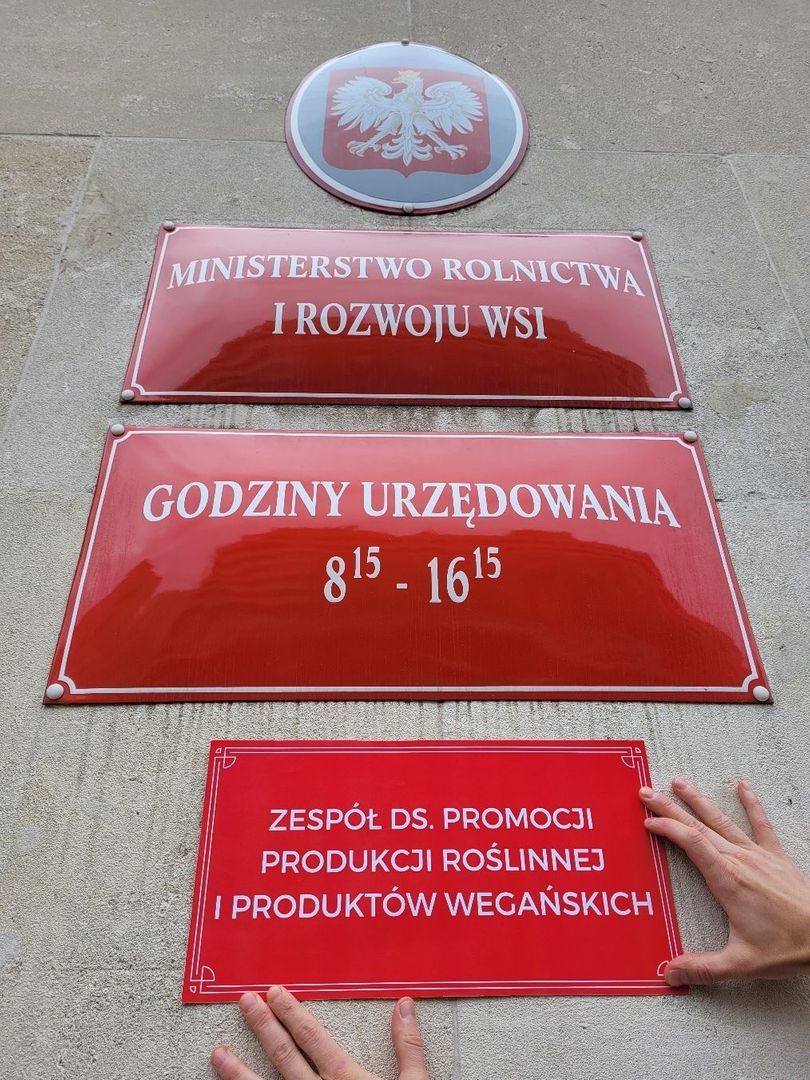 MINISTERSTWO ROLNICTWA
I ROZWOJU WSI
GODZINY URZĘDOWANIA
8¹⁵ - 16¹⁵
ZESPÓŁ DS. PROMOCJI
PRODUKCJI ROŚLINNEJ
I PRODUKTÓW WEGAŃSKICH